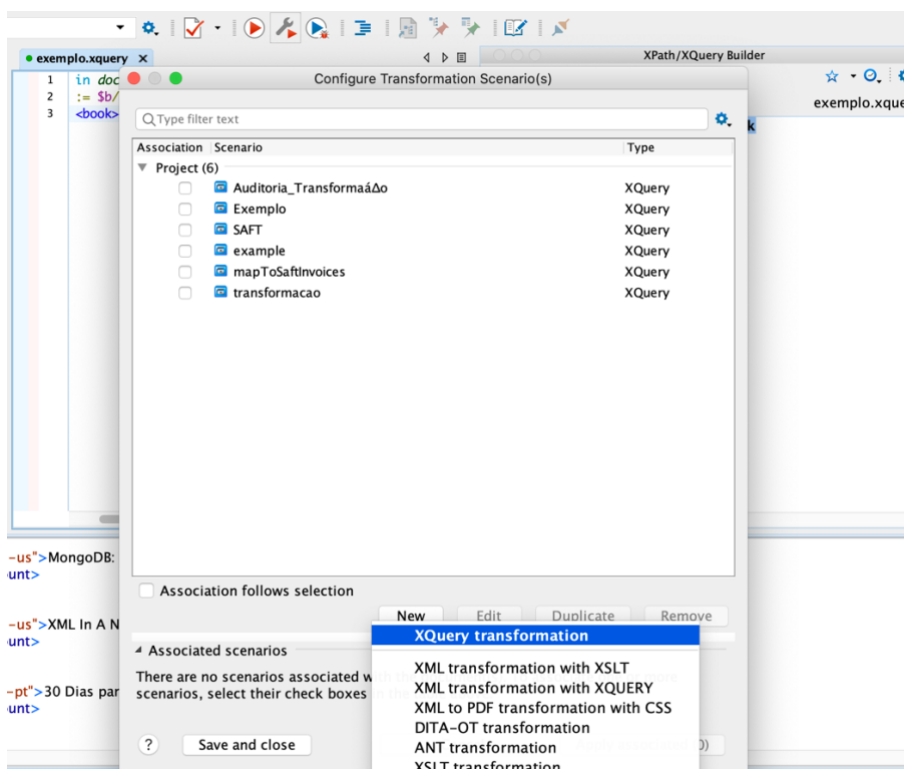 exemplo.xquery
XPath/XQuery Builder
1 in doc
2 := $b/
3 <book>
exemplo.xque
k
Configure Transformation Scenario(s)
Type filter text
Association Scenario Type
Project (6)
Auditoria_TransformaáΔo XQuery
Exemplo XQuery
SAFT XQuery
example XQuery
mapToSaftInvoices XQuery
transformacao XQuery
Association follows selection
New Edit Duplicate Remove
XQuery transformation
XML transformation with XSLT
XML transformation with XQUERY
XML to PDF transformation with CSS
DITA-OT transformation
ANT transformation
XSLT transformation
Associated scenarios
There are no scenarios associated w
scenarios, select their check boxes
? Save and close
-us">MongoDB:
unt>
-us">XML In A N
unt>
-pt">30 Dias par
unt>